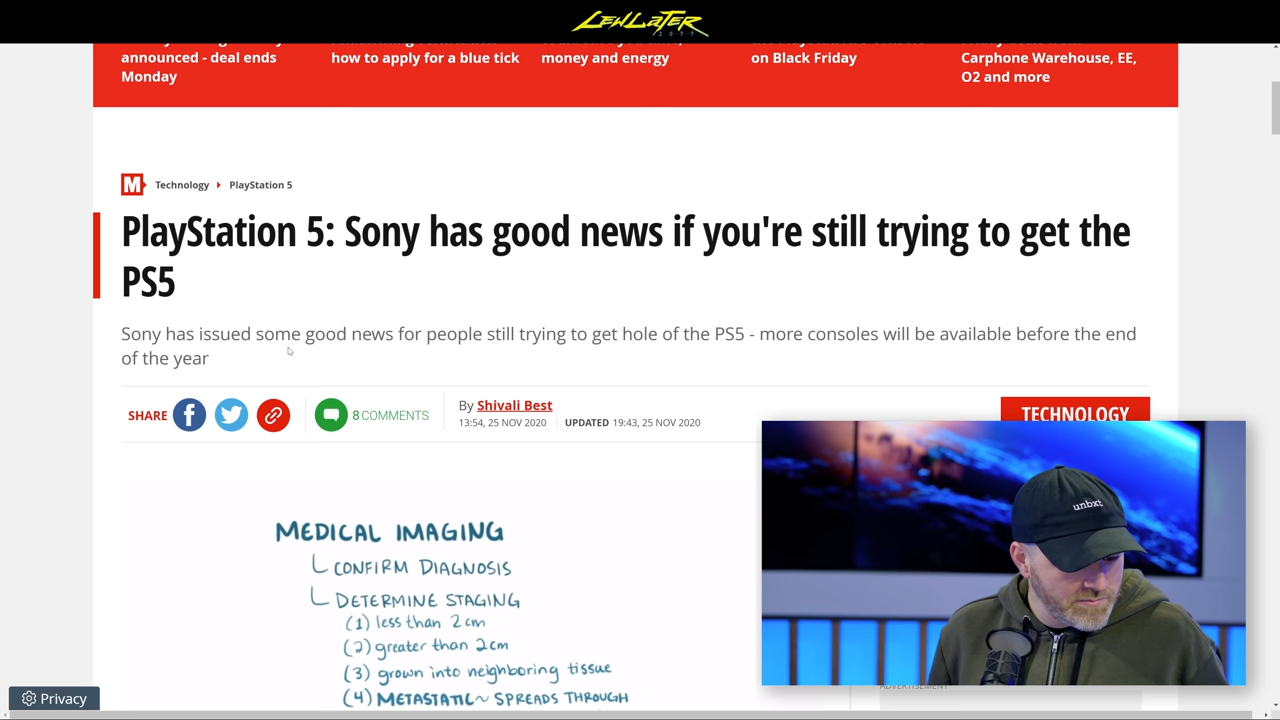 LEWLATER
2077
announced - deal ends
Monday
how to apply for a blue tick
money and energy
on Black Friday
Carphone Warehouse, EE,
O2 and more
M
Technology
PlayStation 5
PlayStation 5: Sony has good news if you're still trying to get the
PS5
Sony has issued some good news for people still trying to get hole of the PS5 - more consoles will be available before the end
of the year
SHARE
8 COMMENTS
By Shivali Best
13:54, 25 NOV 2020
UPDATED 19:43, 25 NOV 2020
TECHNOLOGY
MEDICAL IMAGING
CONFIRM DIAGNOSIS
DETERMINE STAGING
(1) less than 2cm
(2) greater than 2cm
(3) grown into neighboring tissue
(4) METASTATIC ~ SPREADS THROUGH
unbxt
ADVERTISEMENT
Privacy